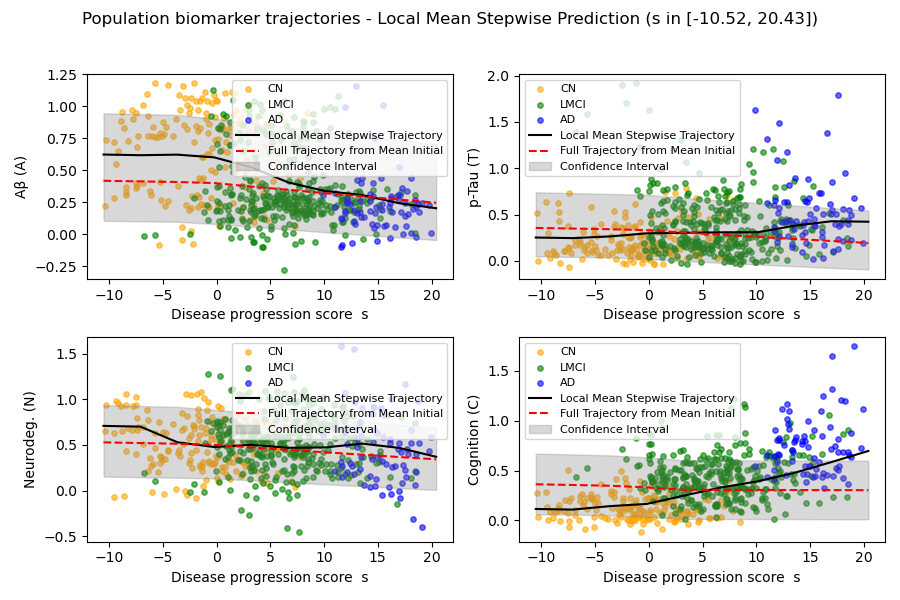 Population biomarker trajectories - Local Mean Stepwise Prediction (s in [-10.52, 20.43])
Aβ (A)
1.25
1.00
0.75
0.50
0.25
0.00
−0.25
CN
LMCI
AD
Local Mean Stepwise Trajectory
Full Trajectory from Mean Initial
Confidence Interval
−10 −5 0 5 10 15 20
Disease progression score s
p-Tau (T)
2.0
1.5
1.0
0.5
0.0
CN
LMCI
AD
Local Mean Stepwise Trajectory
Full Trajectory from Mean Initial
Confidence Interval
−10 −5 0 5 10 15 20
Disease progression score s
Neurodeg. (N)
1.5
1.0
0.5
0.0
−0.5
CN
LMCI
AD
Local Mean Stepwise Trajectory
Full Trajectory from Mean Initial
Confidence Interval
−10 −5 0 5 10 15 20
Disease progression score s
Cognition (C)
1.5
1.0
0.5
0.0
CN
LMCI
AD
Local Mean Stepwise Trajectory
Full Trajectory from Mean Initial
Confidence Interval
−10 −5 0 5 10 15 20
Disease progression score s